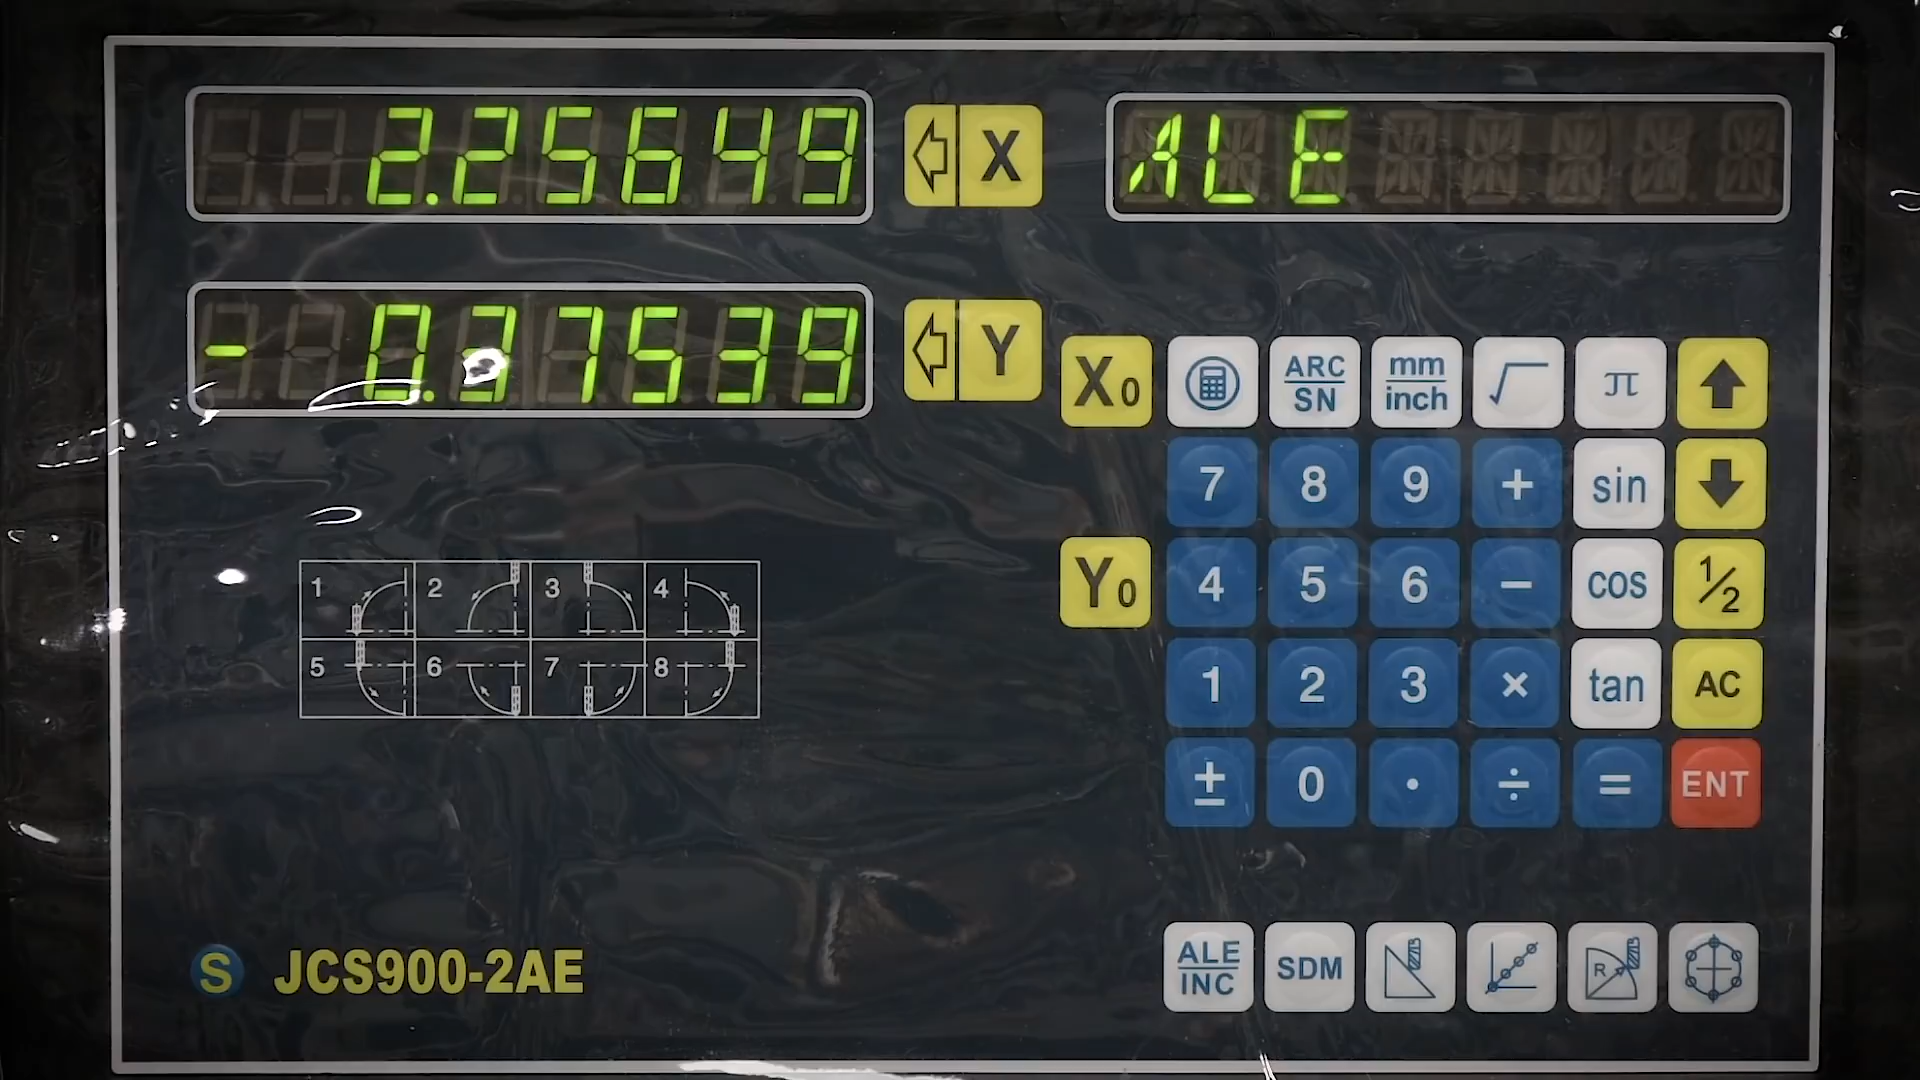 2.25649
X
ALE
- 0.37539
Y
X0
ARC
SN
mm
inch
√
π
7 8 9 + sin
Y0
4 5 6 − cos 1/2
1 2 3 × tan AC
± 0 · ÷ = ENT
1 2 3 4
5 6 7 8
S JCS900-2AE
ALE
INC
SDM
R